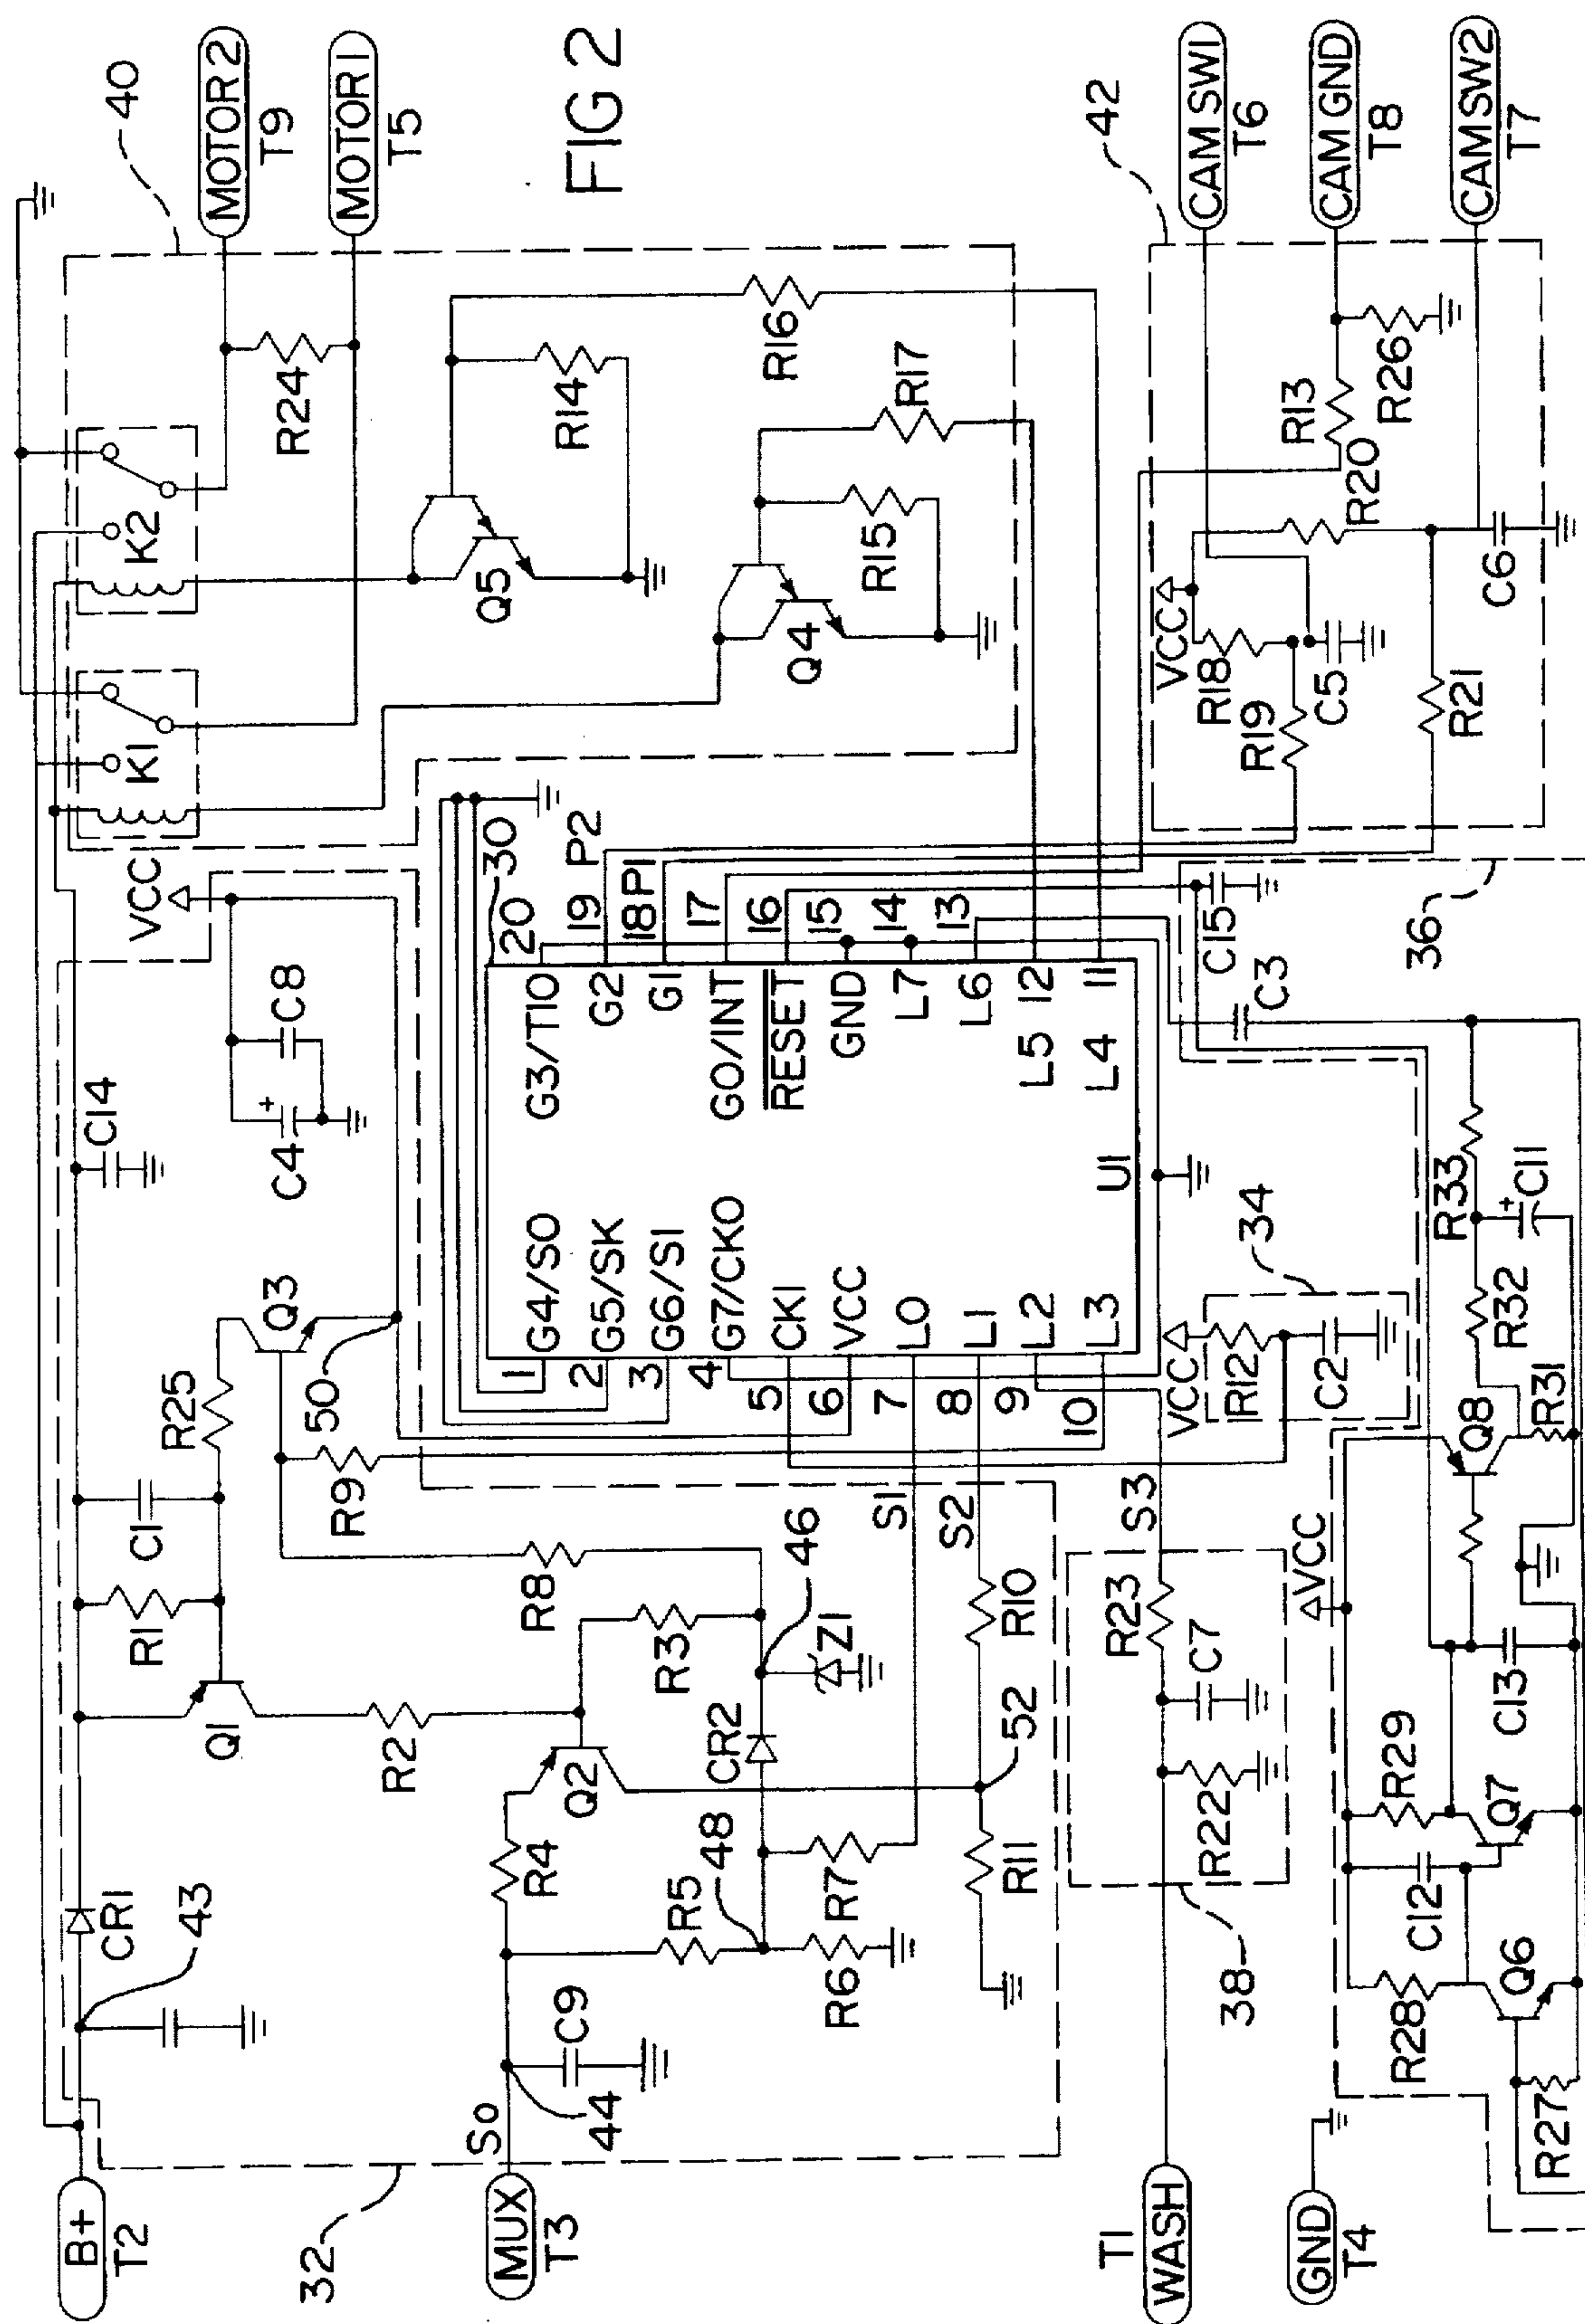 FIG 2
B+
T2
32
MUX
T3
S0
44
43
CR1
C9
R4
R5
48
R6
R7
CR2
Q1
R2
Q2
R3
46
Z1
R1
C1
R25
R8
R9
Q3
50
C14
C4
+
C8
VCC
S1
S2
R10
52
R11
T1
WASH
38
R22
C7
R23
S3
GND
T4
1
2
3
4
5
6
7
8
9
10
G4/SO
G5/SK
G6/SI
G7/CKO
CKI
VCC
L0
L1
L2
L3
U1
G3/TIO
G2
G1
G0/INT
RESET
GND
L7
L6
L5
L4
30
20
19
P2
18
P1
17
16
15
14
13
12
11
K1
K2
R24
40
MOTOR 2
T9
MOTOR 1
T5
Q5
R14
R16
Q4
R15
R17
42
CAM SW1
T6
CAM GND
T8
CAM SW2
T7
VCC
R18
R19
C5
R20
R13
R26
R21
C6
34
VCC
R12
C2
36
C15
C3
R33
C11
+
R32
Q8
R31
VCC
C13
R29
Q7
C12
R28
Q6
R27